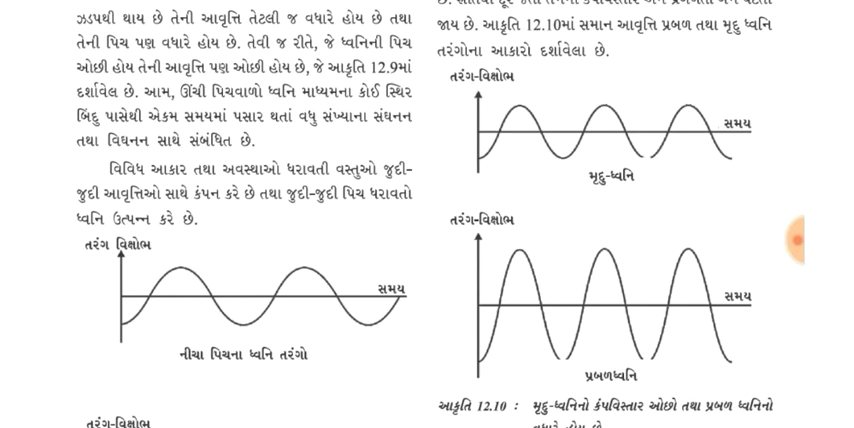 ઝડપથી થાય છે તેની આવૃત્તિ તેટલી જ વધારે હોય છે તથા
તેની પિચ પણ વધારે હોય છે. તેવી જ રીતે, જે ધ્વનિની પિચ
ઓછી હોય તેની આવૃત્તિ પણ ઓછી હોય છે, જે આકૃતિ 12.9માં
દર્શાવેલ છે. આમ, ઊંચી પિચવાળો ધ્વનિ માધ્યમના કોઈ સ્થિર
બિંદુ પાસેથી એકમ સમયમાં પસાર થતાં વધુ સંખ્યાના સંઘનન
તથા વિઘનન સાથે સંબંધિત છે.
વિવિધ આકાર તથા અવસ્થાઓ ધરાવતી વસ્તુઓ જુદી-
જુદી આવૃત્તિઓ સાથે કંપન કરે છે તથા જુદી-જુદી પિચ ધરાવતો
ધ્વનિ ઉત્પન્ન કરે છે.
તરંગ વિક્ષોભ
સમય
નીચા પિચના ધ્વનિ તરંગો
તરંગ-વિક્ષોભ
જાય છે. આકૃતિ 12.10માં સમાન આવૃત્તિ પ્રબળ તથા મૃદુ ધ્વનિ
તરંગોના આકારો દર્શાવેલા છે.
તરંગ-વિક્ષોભ
સમય
મૃદુ-ધ્વનિ
તરંગ-વિક્ષોભ
સમય
પ્રબળધ્વનિ
આકૃતિ 12.10 : મૃદુ-ધ્વનિનો કંપવિસ્તાર ઓછો તથા પ્રબળ ધ્વનિનો
વધારે હોય છે